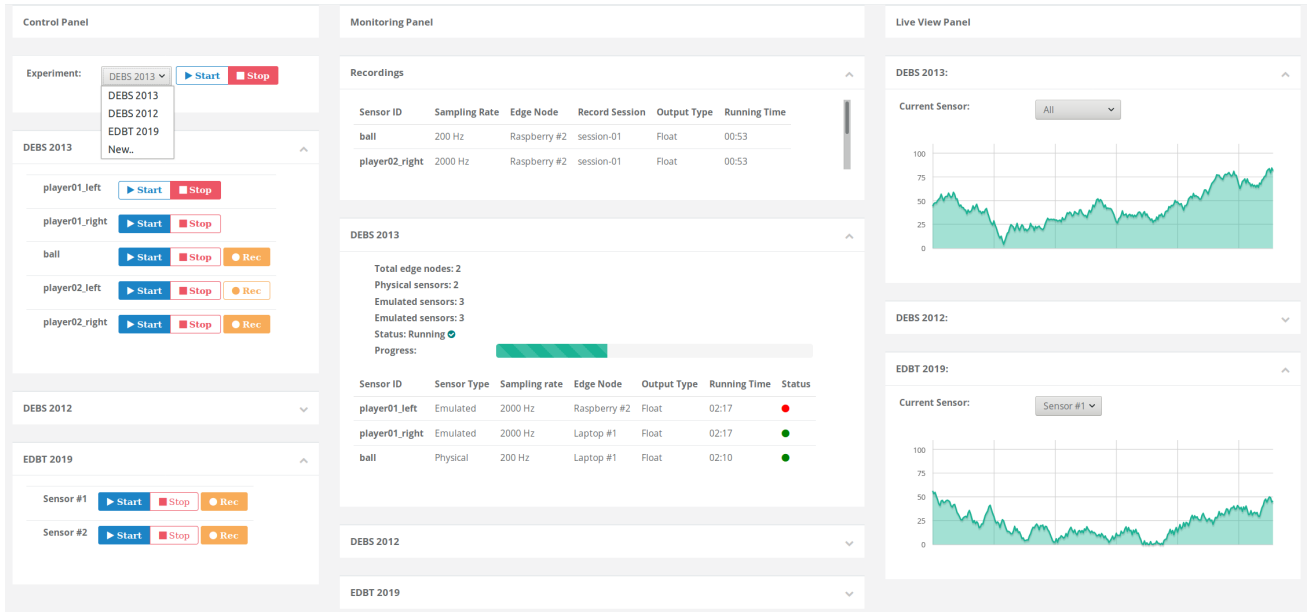 Control Panel
Experiment: DEBS 2013 Start Stop
DEBS 2013
DEBS 2012
EDBT 2019
New..
DEBS 2013
player01_left Start Stop
player01_right Start Stop
ball Start Stop Rec
player02_left Start Stop Rec
player02_right Start Stop Rec
DEBS 2012
EDBT 2019
Sensor #1 Start Stop Rec
Sensor #2 Start Stop Rec
Monitoring Panel
Recordings
Sensor ID Sampling Rate Edge Node Record Session Output Type Running Time
ball 200 Hz Raspberry #2 session-01 Float 00:53
player02_right 2000 Hz Raspberry #2 session-01 Float 00:53
DEBS 2013
Total edge nodes: 2
Physical sensors: 2
Emulated sensors: 3
Emulated sensors: 3
Status: Running
Progress:
Sensor ID Sensor Type Sampling rate Edge Node Output Type Running Time Status
player01_left Emulated 2000 Hz Raspberry #2 Float 02:17
player01_right Emulated 2000 Hz Laptop #1 Float 02:17
ball Physical 200 Hz Laptop #1 Float 02:10
DEBS 2012
EDBT 2019
Live View Panel
DEBS 2013:
Current Sensor: All
100
75
50
25
0
DEBS 2012:
EDBT 2019:
Current Sensor: Sensor #1
100
75
50
25
0